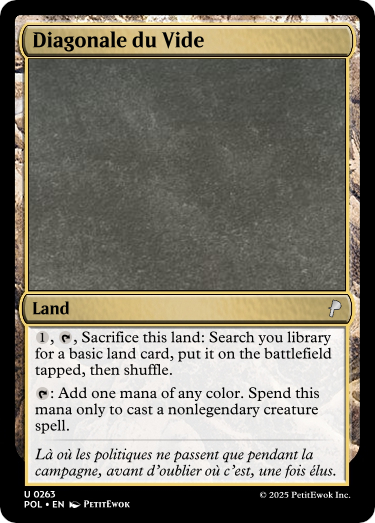 Diagonale du Vide
Land
1, T, Sacrifice this land: Search you library
for a basic land card, put it on the battlefield
tapped, then shuffle.
T: Add one mana of any color. Spend this
mana only to cast a nonlegendary creature
spell.
Là où les politiques ne passent que pendant la
campagne, avant d'oublier où c'est, une fois élus.
U 0263
POL • EN PetitEwok
© 2025 PetitEwok Inc.